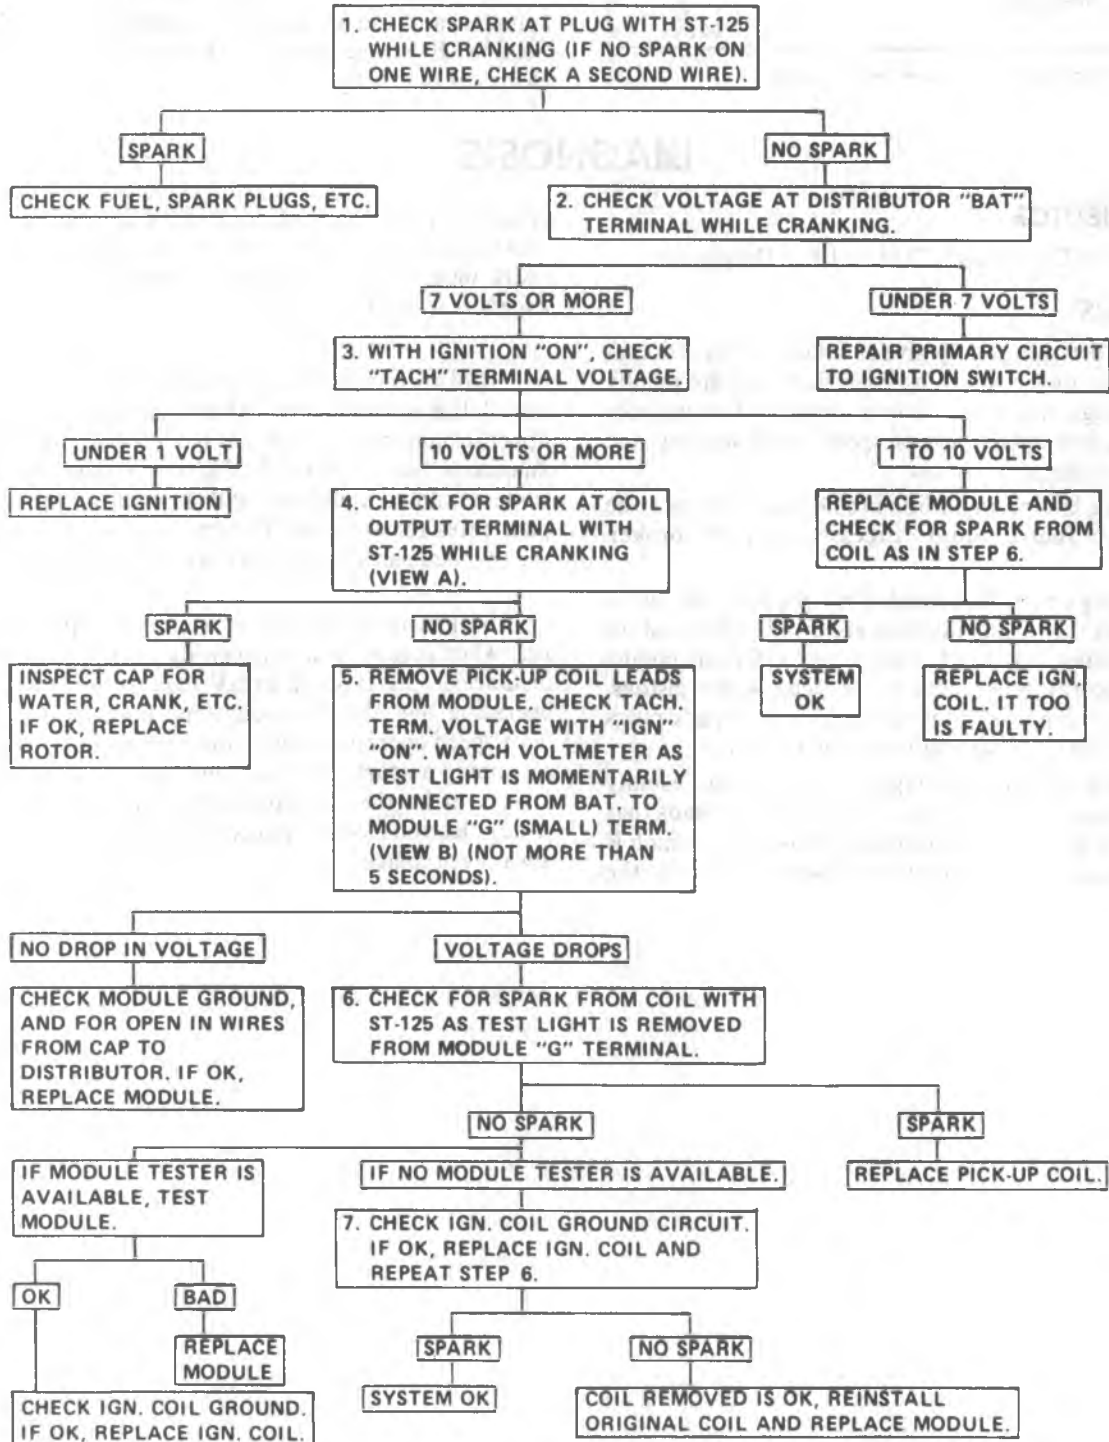 1. CHECK SPARK AT PLUG WITH ST-125
WHILE CRANKING (IF NO SPARK ON
ONE WIRE, CHECK A SECOND WIRE).
SPARK
NO SPARK
CHECK FUEL, SPARK PLUGS, ETC.
2. CHECK VOLTAGE AT DISTRIBUTOR "BAT"
TERMINAL WHILE CRANKING.
7 VOLTS OR MORE
UNDER 7 VOLTS
3. WITH IGNITION "ON", CHECK
"TACH" TERMINAL VOLTAGE.
REPAIR PRIMARY CIRCUIT
TO IGNITION SWITCH.
UNDER 1 VOLT
10 VOLTS OR MORE
1 TO 10 VOLTS
REPLACE IGNITION
4. CHECK FOR SPARK AT COIL
OUTPUT TERMINAL WITH
ST-125 WHILE CRANKING
(VIEW A).
REPLACE MODULE AND
CHECK FOR SPARK FROM
COIL AS IN STEP 6.
SPARK
NO SPARK
SPARK
NO SPARK
INSPECT CAP FOR
WATER, CRANK, ETC.
IF OK, REPLACE
ROTOR.
5. REMOVE PICK-UP COIL LEADS
FROM MODULE. CHECK TACH.
TERM. VOLTAGE WITH "IGN"
"ON". WATCH VOLTMETER AS
TEST LIGHT IS MOMENTARILY
CONNECTED FROM BAT. TO
MODULE "G" (SMALL) TERM.
(VIEW B) (NOT MORE THAN
5 SECONDS).
SYSTEM
OK
REPLACE IGN.
COIL. IT TOO
IS FAULTY.
NO DROP IN VOLTAGE
VOLTAGE DROPS
CHECK MODULE GROUND,
AND FOR OPEN IN WIRES
FROM CAP TO
DISTRIBUTOR. IF OK,
REPLACE MODULE.
6. CHECK FOR SPARK FROM COIL WITH
ST-125 AS TEST LIGHT IS REMOVED
FROM MODULE "G" TERMINAL.
NO SPARK
SPARK
IF MODULE TESTER IS
AVAILABLE, TEST
MODULE.
IF NO MODULE TESTER IS AVAILABLE.
REPLACE PICK-UP COIL.
7. CHECK IGN. COIL GROUND CIRCUIT.
IF OK, REPLACE IGN. COIL AND
REPEAT STEP 6.
OK
BAD
REPLACE
MODULE
SPARK
NO SPARK
CHECK IGN. COIL GROUND.
IF OK, REPLACE IGN. COIL.
SYSTEM OK
COIL REMOVED IS OK, REINSTALL
ORIGINAL COIL AND REPLACE MODULE.